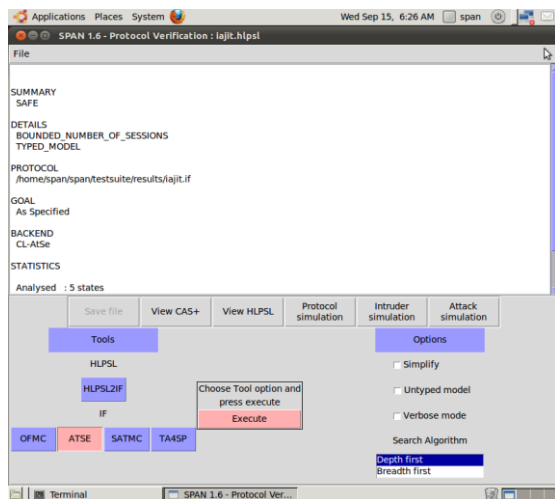 Applications Places System Wed Sep 15, 6:26 AM span
SPAN 1.6 - Protocol Verification : iajit.hlpsl
File
SUMMARY
SAFE
DETAILS
BOUNDED_NUMBER_OF_SESSIONS
TYPED_MODEL
PROTOCOL
/home/span/span/testsuite/results/iajit.if
GOAL
As Specified
BACKEND
CL-AtSe
STATISTICS
Analysed : 5 states
Save file View CAS+ View HLPSL Protocol simulation Intruder simulation Attack simulation
Tools Options
HLPSL
Simplify
HLPSL2IF
Choose Tool option and
press execute
Untyped model
IF
Execute
Verbose mode
OFMC ATSE SATMC TA4SP
Search Algorithm
Depth first
Breadth first
Terminal SPAN 1.6 - Protocol Ver...